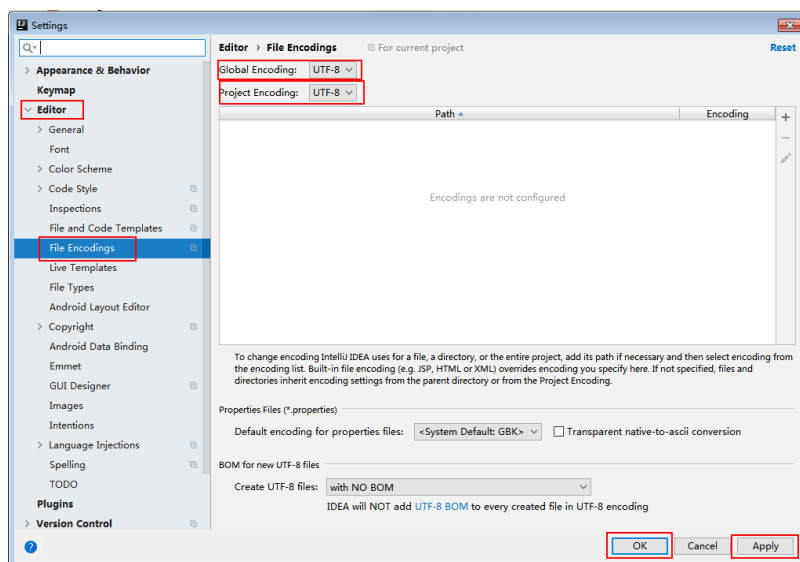 Settings
Editor › File Encodings For current project Reset
Appearance & Behavior
Keymap
Editor
General
Font
Color Scheme
Code Style
Inspections
File and Code Templates
File Encodings
Live Templates
File Types
Android Layout Editor
Copyright
Android Data Binding
Emmet
GUI Designer
Images
Intentions
Language Injections
Spelling
TODO
Plugins
Version Control
Global Encoding: UTF-8
Project Encoding: UTF-8
Path Encoding
Encodings are not configured
To change encoding IntelliJ IDEA uses for a file, a directory, or the entire project, add its path if necessary and then select encoding from
the encoding list. Built-in file encoding (e.g. JSP, HTML or XML) overrides encoding you specify here. If not specified, files and
directories inherit encoding settings from the parent directory or from the Project Encoding.
Properties Files (*.properties)
Default encoding for properties files: <System Default: GBK> Transparent native-to-ascii conversion
BOM for new UTF-8 files
Create UTF-8 files: with NO BOM
IDEA will NOT add UTF-8 BOM to every created file in UTF-8 encoding
? OK Cancel Apply